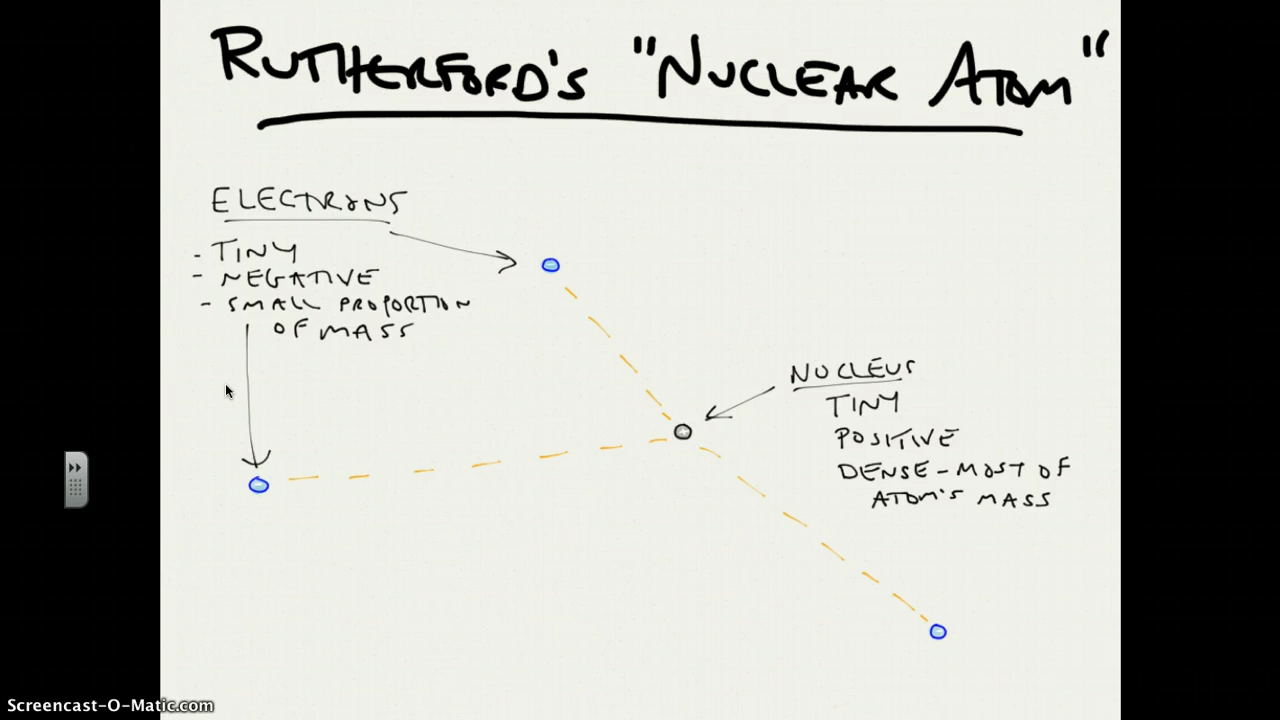 RUTHERFORD'S "NUCLEAR ATOM"
ELECTRONS
- TINY
- NEGATIVE
- SMALL PROPORTION
OF MASS
NUCLEUS
TINY
POSITIVE
DENSE - MOST OF
ATOM'S MASS
Screencast-O-Matic.com